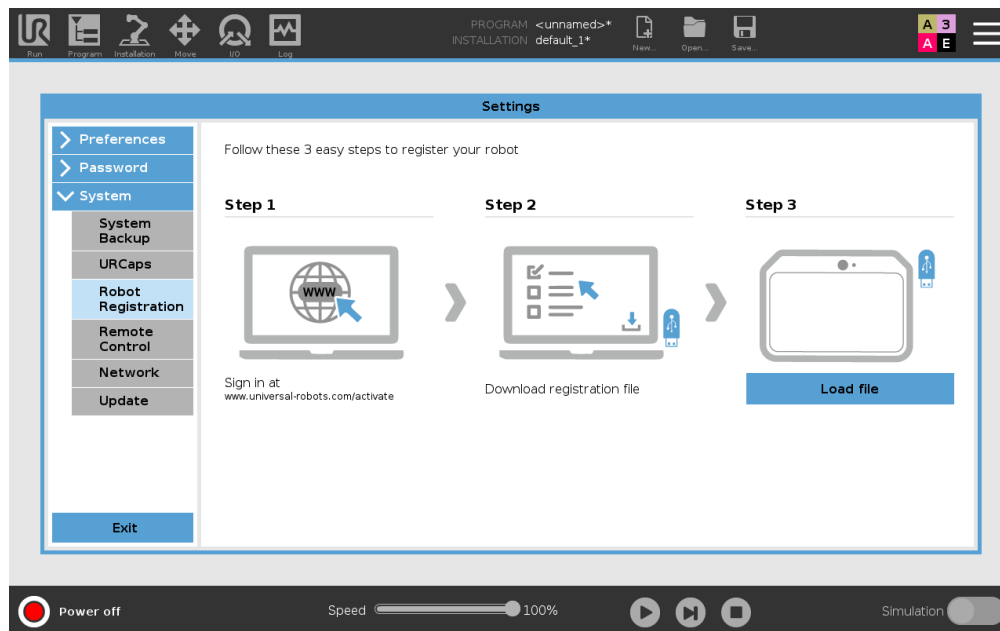 UR
Run
Program
Installation
Move
I/O
Log
PROGRAM <unnamed>*
INSTALLATION default_1*
New...
Open...
Save...
A 3
A E
Settings
Preferences
Password
System
System
Backup
URCaps
Robot
Registration
Remote
Control
Network
Update
Exit
Follow these 3 easy steps to register your robot
Step 1
www
Sign in at
www.universal-robots.com/activate
Step 2
Download registration file
Step 3
Load file
Power off
Speed 100%
Simulation